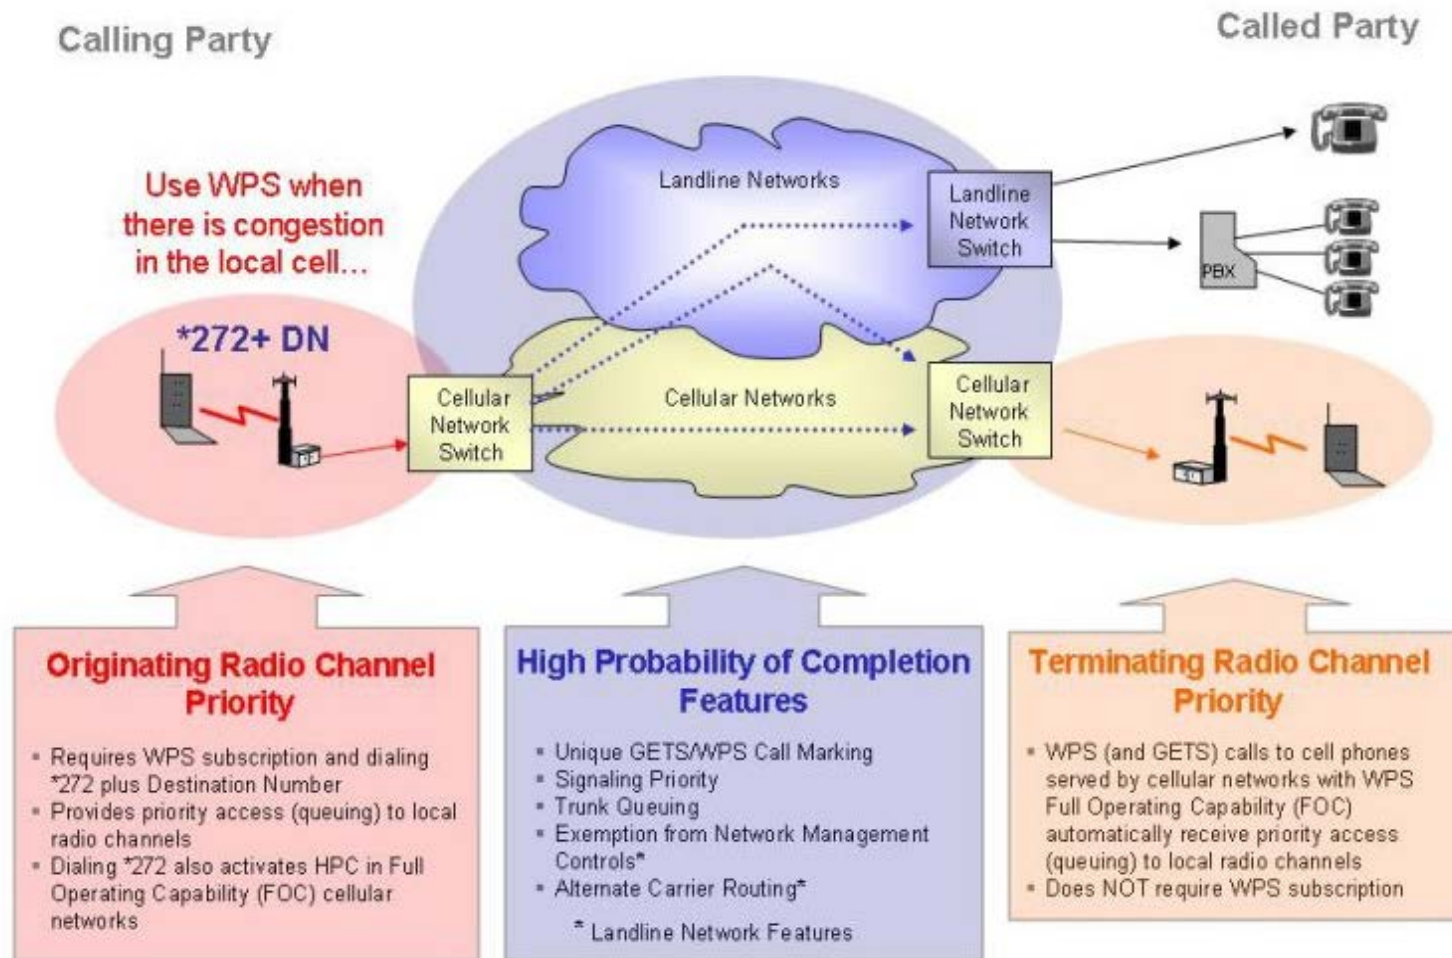 Calling Party
Called Party
Use WPS when
there is congestion
in the local cell...
*272+ DN
Cellular
Network
Switch
Landline Networks
Cellular Networks
Landline
Network
Switch
Cellular
Network
Switch
PBX
Originating Radio Channel
Priority
▪ Requires WPS subscription and dialing
*272 plus Destination Number
▪ Provides priority access (queuing) to local
radio channels
▪ Dialing *272 also activates HPC in Full
Operating Capability (FOC) cellular
networks
High Probability of Completion
Features
▪ Unique GETS/WPS Call Marking
▪ Signaling Priority
▪ Trunk Queuing
▪ Exemption from Network Management
Controls*
▪ Alternate Carrier Routing*
* Landline Network Features
Terminating Radio Channel
Priority
▪ WPS (and GETS) calls to cell phones
served by cellular networks with WPS
Full Operating Capability (FOC)
automatically receive priority access
(queuing) to local radio channels
▪ Does NOT require WPS subscription